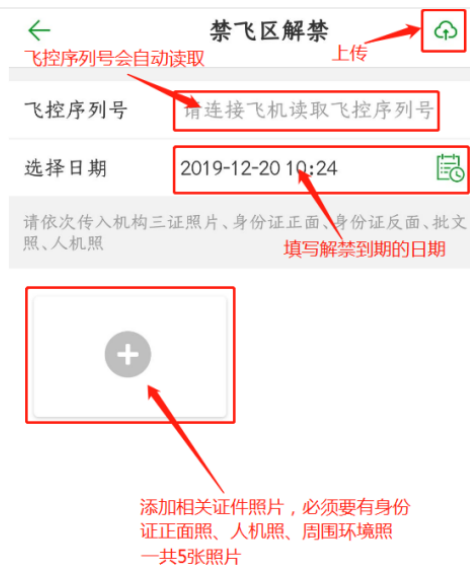 禁飞区解禁
飞控序列号会自动读取
上传
飞控序列号
请连接飞机读取飞控序列号
选择日期
2019-12-20 10:24
请依次传入机构三证照片、身份证正面、身份证反面、批文
照、人机照
填写解禁到期的日期
添加相关证件照片，必须要有身份
证正面照、人机照、周围环境照
一共5张照片